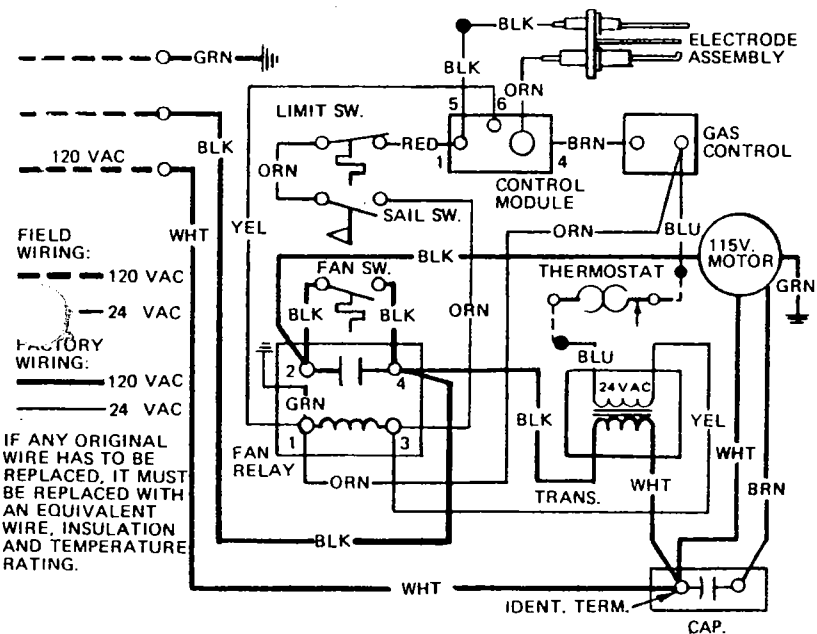 BLK
GRN
ELECTRODE
ASSEMBLY
BLK
ORN
5
6
LIMIT SW.
BLK
120 VAC
RED
1
BRN
4
GAS
CONTROL
ORN
CONTROL
MODULE
SAIL SW.
YEL
WHT
ORN
BLU
FIELD
WIRING:
120 VAC
24 VAC
BLK
115V.
MOTOR
FAN SW.
THERMOSTAT
GRN
BLK
BLK
ORN
FACTORY
WIRING:
120 VAC
24 VAC
2
4
BLU
24VAC
GRN
1
3
BLK
YEL
FAN
RELAY
ORN
TRANS.
WHT
WHT
BRN
IF ANY ORIGINAL
WIRE HAS TO BE
REPLACED, IT MUST
BE REPLACED WITH
AN EQUIVALENT
WIRE, INSULATION
AND TEMPERATURE
RATING.
BLK
WHT
IDENT. TERM.
CAP.